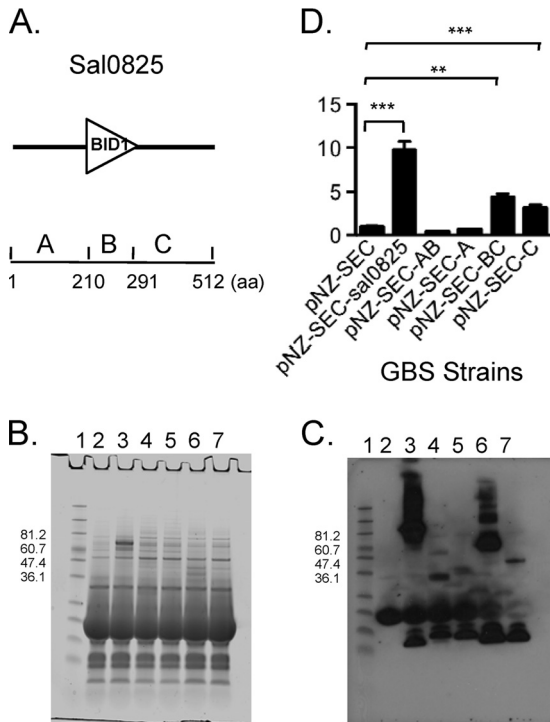 A.
Sal0825
BID1
A B C
1 210 291 512 (aa)
D.
***
**
***
15
10
5
0
pNZ-SEC
pNZ-SEC-sal0825
pNZ-SEC-AB
pNZ-SEC-A
pNZ-SEC-BC
pNZ-SEC-C
GBS Strains
B.
1 2 3 4 5 6 7
81.2
60.7
47.4
36.1
C.
1 2 3 4 5 6 7
81.2
60.7
47.4
36.1